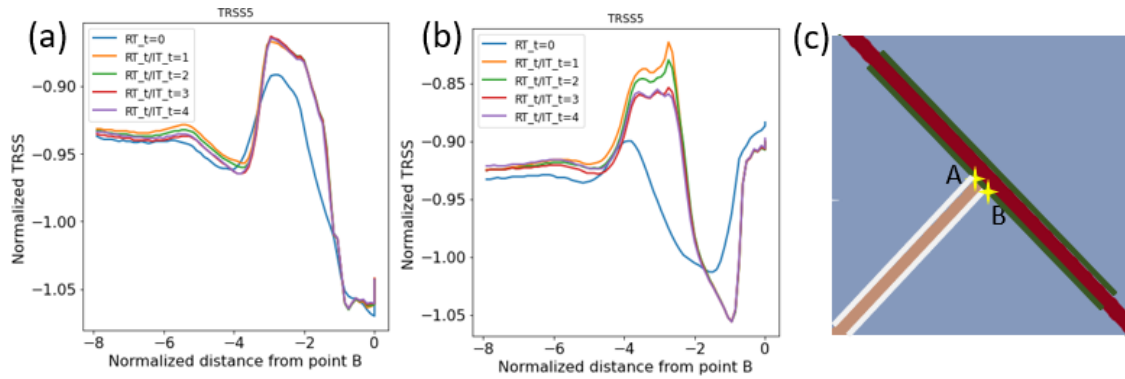 (a)
TRSS5
RT_t=0
RT_t/IT_t=1
RT_t/IT_t=2
RT_t/IT_t=3
RT_t/IT_t=4
Normalized TRSS
−0.90
−0.95
−1.00
−1.05
−8
−6
−4
−2
0
Normalized distance from point B
(b)
TRSS5
RT_t=0
RT_t/IT_t=1
RT_t/IT_t=2
RT_t/IT_t=3
RT_t/IT_t=4
Normalized TRSS
−0.85
−0.90
−0.95
−1.00
−1.05
−8
−6
−4
−2
0
Normalized distance from point B
(c)
A
B